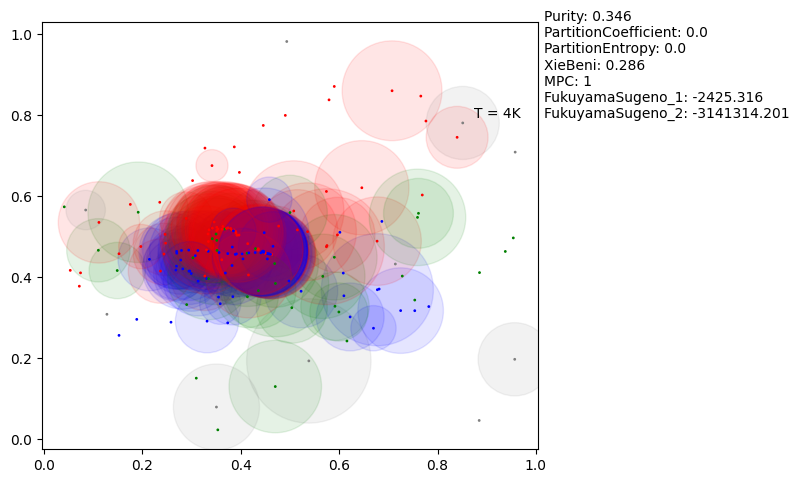 Purity: 0.346
PartitionCoefficient: 0.0
PartitionEntropy: 0.0
XieBeni: 0.286
MPC: 1
FukuyamaSugeno_1: -2425.316
FukuyamaSugeno_2: -3141314.201
T = 4K
1.0
0.8
0.6
0.4
0.2
0.0
0.0 0.2 0.4 0.6 0.8 1.0